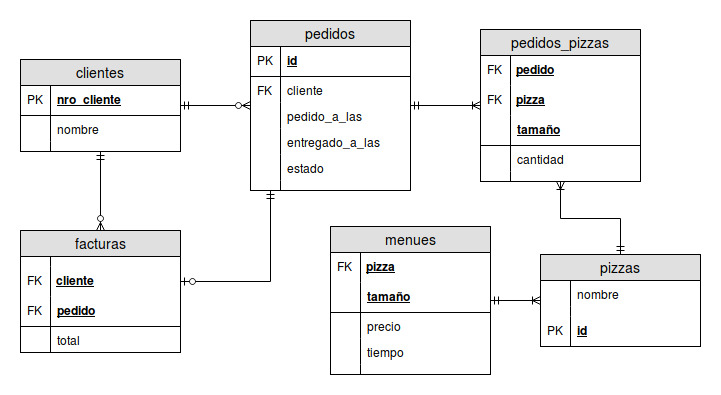 clientes
PK nro_cliente
nombre
pedidos
PK id
FK cliente
pedido_a_las
entregado_a_las
estado
pedidos_pizzas
FK pedido
FK pizza
tamaño
cantidad
facturas
FK cliente
FK pedido
total
menues
FK pizza
tamaño
precio
tiempo
pizzas
nombre
PK id